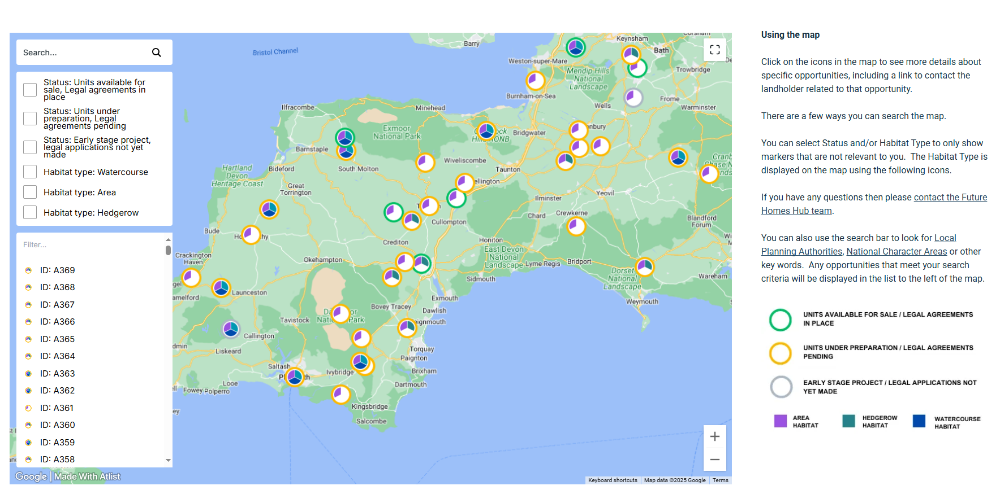 Search...
Status: Units available for
sale, Legal agreements in
place
Status: Units under
preparation, Legal
agreements pending
Status: Early stage project,
legal applications not yet
made
Habitat type: Watercourse
Habitat type: Area
Habitat type: Hedgerow
Filter...
ID: A369
ID: A368
ID: A367
ID: A366
ID: A365
ID: A364
ID: A363
ID: A362
ID: A361
ID: A360
ID: A359
ID: A358
Google | Made With Atlist
Bristol Channel
Barry
Keynsham
Bath
Weston-super-Mare
Trowbridge
Mendip Hills
National
Landscape
Burnham-on-Sea
Wells
Frome
Warminster
Ilfracombe
Minehead
Exmoor
National Park
Bridgwater
Barnstaple
South Molton
Wiveliscombe
Taunton
Hartland
Devon
Heritage Coast
Bideford
Great
Torrington
Ilminster
Yeovil
Chard
Crewkerne
Blandford
Forum
Cullompton
Bude
Crediton
Honiton
East Devon
National
Landscape
Lyme Regis
Bridport
Crackington
Haven
Okehampton
Sidmouth
Dorset
National
Landscape
Wareham
Launceston
Exmouth
Weymouth
Bovey Tracey
Dawlish
Tavistock
Callington
Liskeard
Torquay
Paignton
Saltash
Ivybridge
Brixham
Looe
Fowey
Polperro
Dartmouth
Kingsbridge
Salcombe
Keyboard shortcuts
Map data ©2025 Google
Terms
Using the map
Click on the icons in the map to see more details about
specific opportunities, including a link to contact the
landholder related to that opportunity.
There are a few ways you can search the map.
You can select Status and/or Habitat Type to only show
markers that are not relevant to you.  The Habitat Type is
displayed on the map using the following icons.
If you have any questions then please contact the Future
Homes Hub team.
You can also use the search bar to look for Local
Planning Authorities, National Character Areas or other
key words.  Any opportunities that meet your search
criteria will be displayed in the list to the left of the map.
UNITS AVAILABLE FOR SALE / LEGAL AGREEMENTS
IN PLACE
UNITS UNDER PREPARATION / LEGAL AGREEMENTS
PENDING
EARLY STAGE PROJECT / LEGAL APPLICATIONS NOT
YET MADE
AREA
HABITAT
HEDGEROW
HABITAT
WATERCOURSE
HABITAT